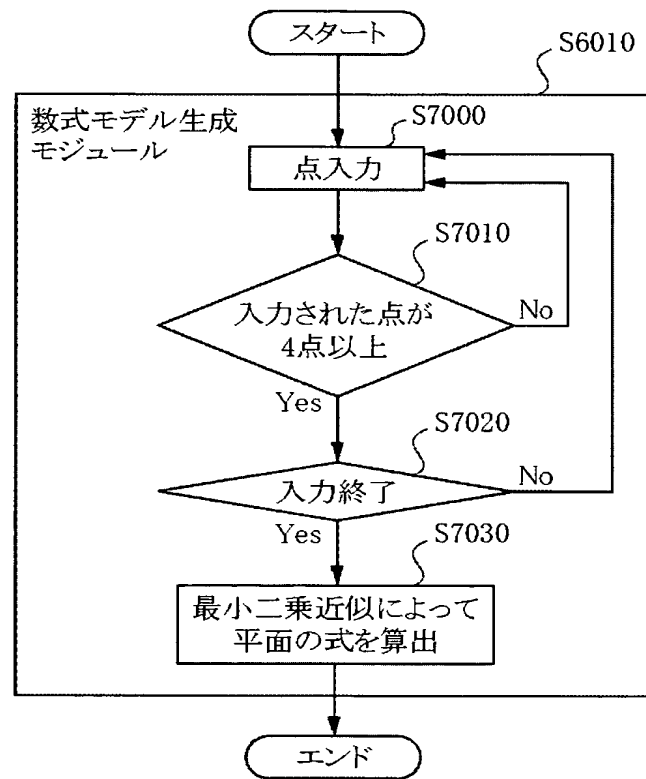 スタート
S6010
数式モデル生成
モジュール
S7000
点入力
S7010
入力された点が
4点以上
No
Yes
S7020
入力終了
No
Yes
S7030
最小二乗近似によって
平面の式を算出
エンド